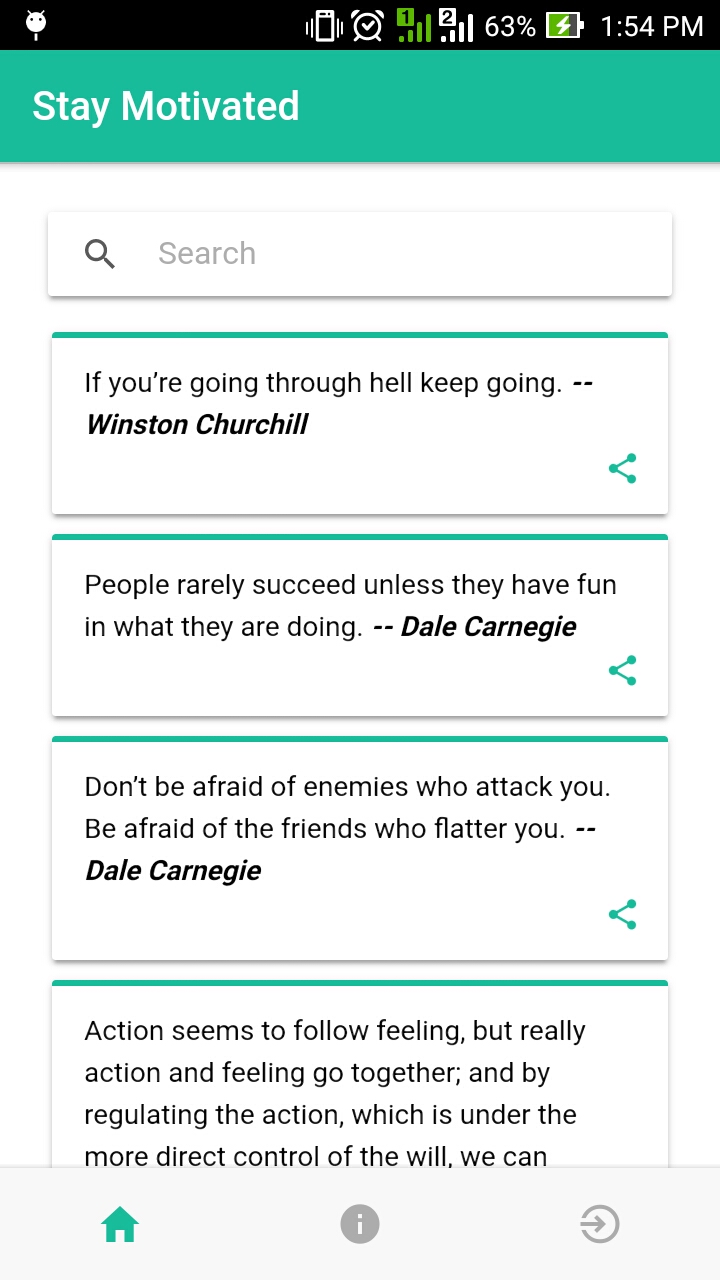 1 2 63% 1:54 PM
Stay Motivated
Search
If you’re going through hell keep going. --
Winston Churchill
People rarely succeed unless they have fun
in what they are doing. -- Dale Carnegie
Don’t be afraid of enemies who attack you.
Be afraid of the friends who flatter you. --
Dale Carnegie
Action seems to follow feeling, but really
action and feeling go together; and by
regulating the action, which is under the
more direct control of the will, we can